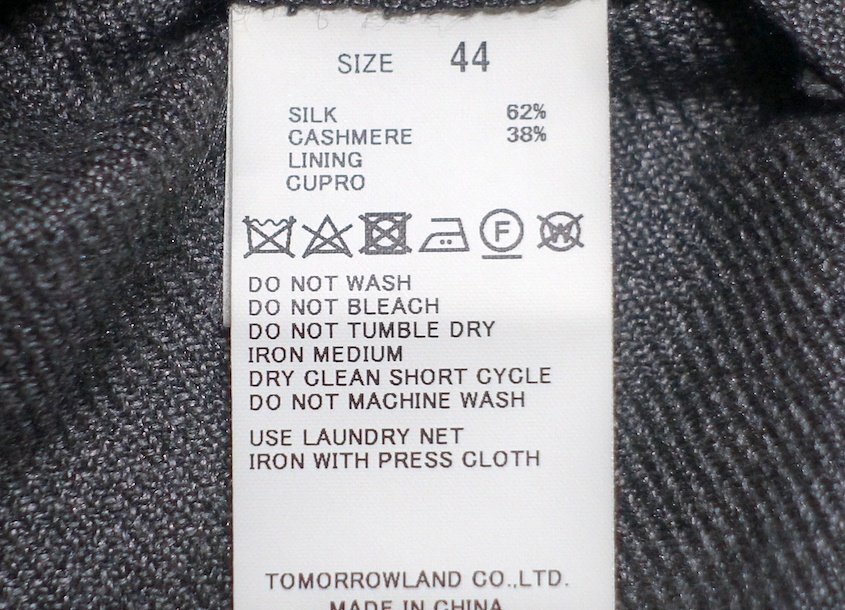 SIZE 44
SILK 62%
CASHMERE 38%
LINING
CUPRO
F W
DO NOT WASH
DO NOT BLEACH
DO NOT TUMBLE DRY
IRON MEDIUM
DRY CLEAN SHORT CYCLE
DO NOT MACHINE WASH
USE LAUNDRY NET
IRON WITH PRESS CLOTH
TOMORROWLAND CO.,LTD.
MADE IN CHINA